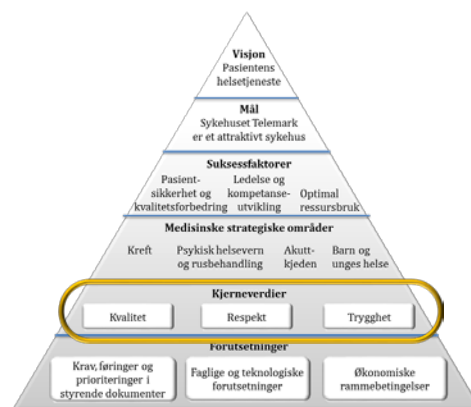 Visjon
Pasientens
helsetjeneste
Mål
Sykehuset Telemark
er et attraktivt sykehus
Suksessfaktorer
Pasient-
sikkerhet og
kvalitetsforbedring
Ledelse og
kompetanse-
utvikling
Optimal
ressursbruk
Medisinske strategiske områder
Kreft
Psykisk helsevern
og rusbehandling
Akutt-
kjeden
Barn og
unges helse
Kjerneverdier
Kvalitet
Respekt
Trygghet
Forutsetninger
Krav, føringer og
prioriteringer i
styrende dokumenter
Faglige og teknologiske
forutsetninger
Økonomiske
rammebetingelser